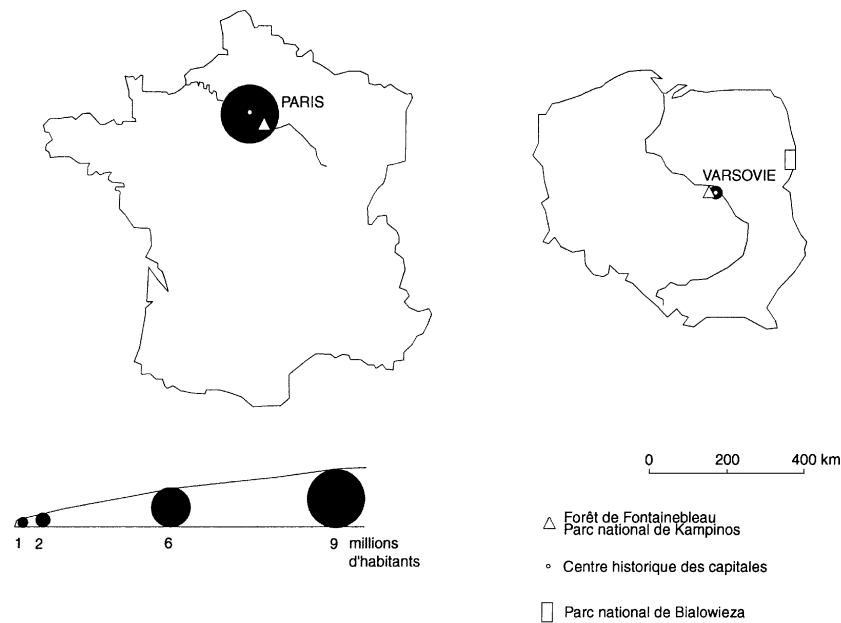 PARIS
VARSOVIE
0 200 400 km
1 2 6 9 millions
d'habitants
Forêt de Fontainebleau
Parc national de Kampinos
Centre historique des capitales
Parc national de Bialowieza